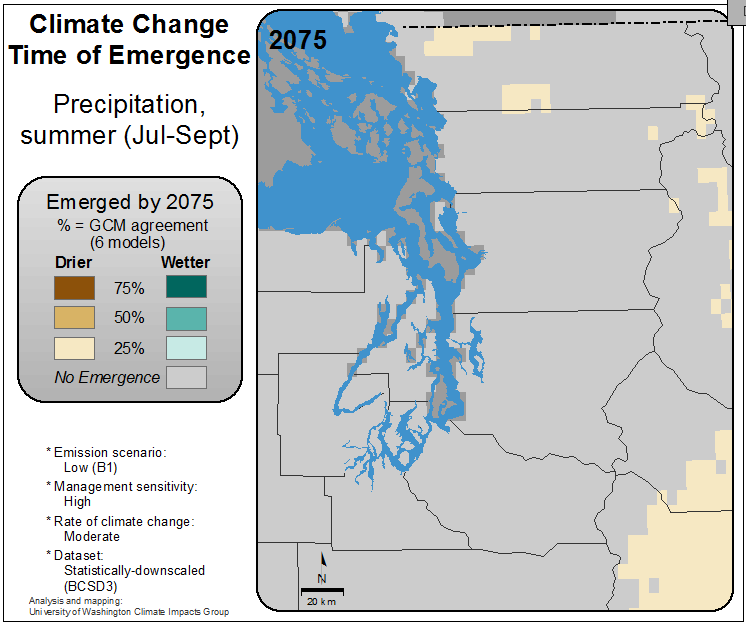 Climate Change
Time of Emergence
Precipitation,
summer (Jul-Sept)
Emerged by 2075
% = GCM agreement
(6 models)
Drier Wetter
75%
50%
25%
No Emergence
* Emission scenario:
Low (B1)
* Management sensitivity:
High
* Rate of climate change:
Moderate
* Dataset:
Statistically-downscaled
(BCSD3)
Analysis and mapping:
University of Washington Climate Impacts Group
2075
N
20 km